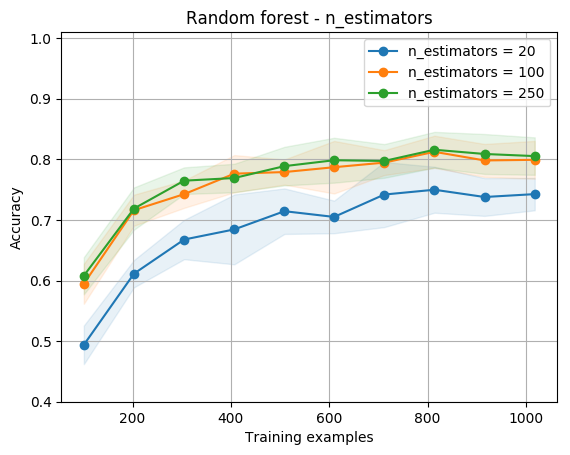 Random forest - n_estimators
n_estimators = 20
n_estimators = 100
n_estimators = 250
1.0
0.9
0.8
0.7
0.6
0.5
0.4
Accuracy
200 400 600 800 1000
Training examples